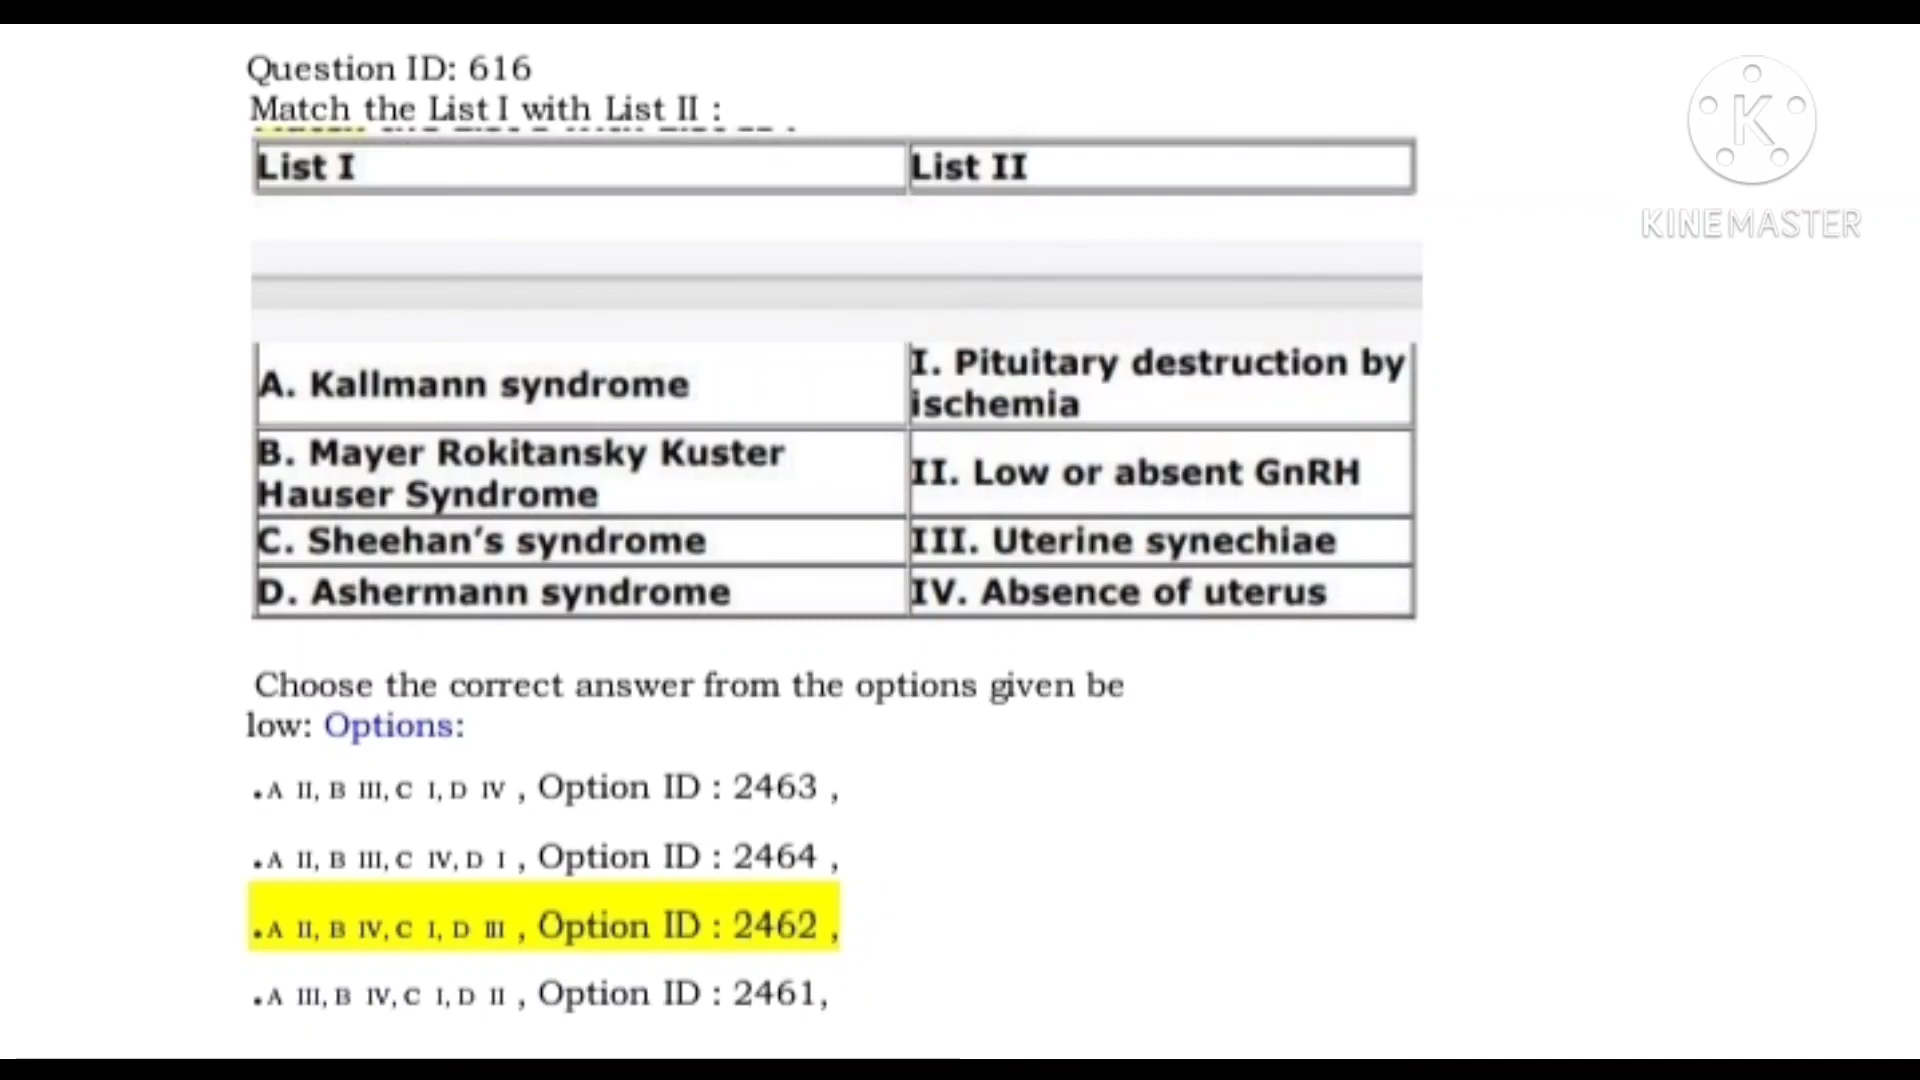 Question ID: 616
Match the List I with List II :
List I
List II
A. Kallmann syndrome
I. Pituitary destruction by
ischemia
B. Mayer Rokitansky Kuster
Hauser Syndrome
II. Low or absent GnRH
C. Sheehan’s syndrome
III. Uterine synechiae
D. Ashermann syndrome
IV. Absence of uterus
Choose the correct answer from the options given be
low: Options:
.A II, B III, C I, D IV , Option ID : 2463 ,
.A II, B III, C IV, D I , Option ID : 2464 ,
.A II, B IV, C I, D III , Option ID : 2462 ,
.A III, B IV, C I, D II , Option ID : 2461,
K
KINEMASTER